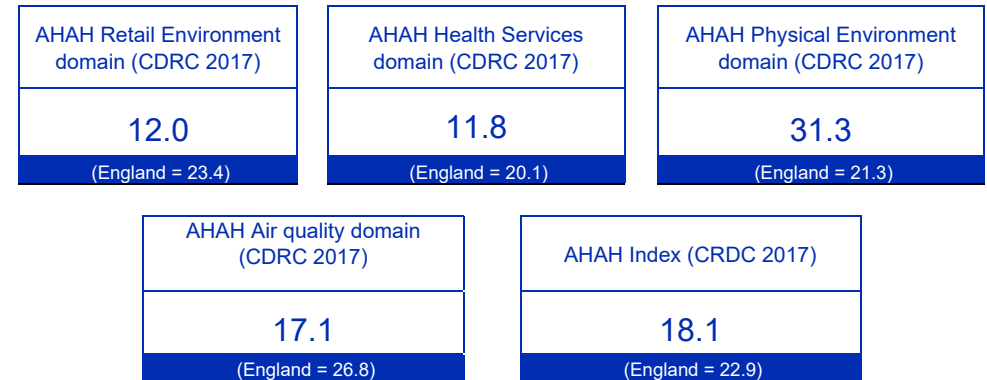 AHAH Retail Environment
domain (CDRC 2017)
12.0
(England = 23.4)
AHAH Health Services
domain (CDRC 2017)
11.8
(England = 20.1)
AHAH Physical Environment
domain (CDRC 2017)
31.3
(England = 21.3)
AHAH Air quality domain
(CDRC 2017)
17.1
(England = 26.8)
AHAH Index (CRDC 2017)
18.1
(England = 22.9)